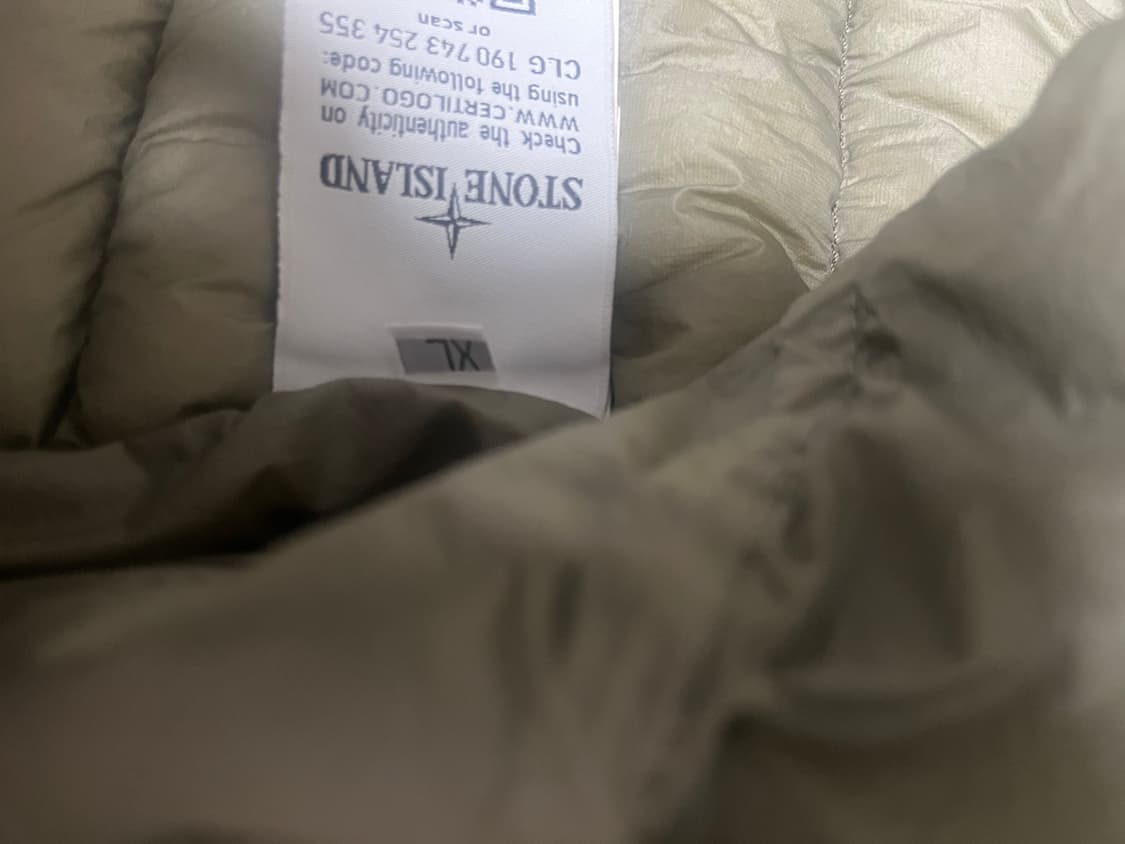 XL
STONE ISLAND
Check the authenticity on
WWW.CERTILOGO.COM
using the following code:
CLG 190 743 254 355
or scan